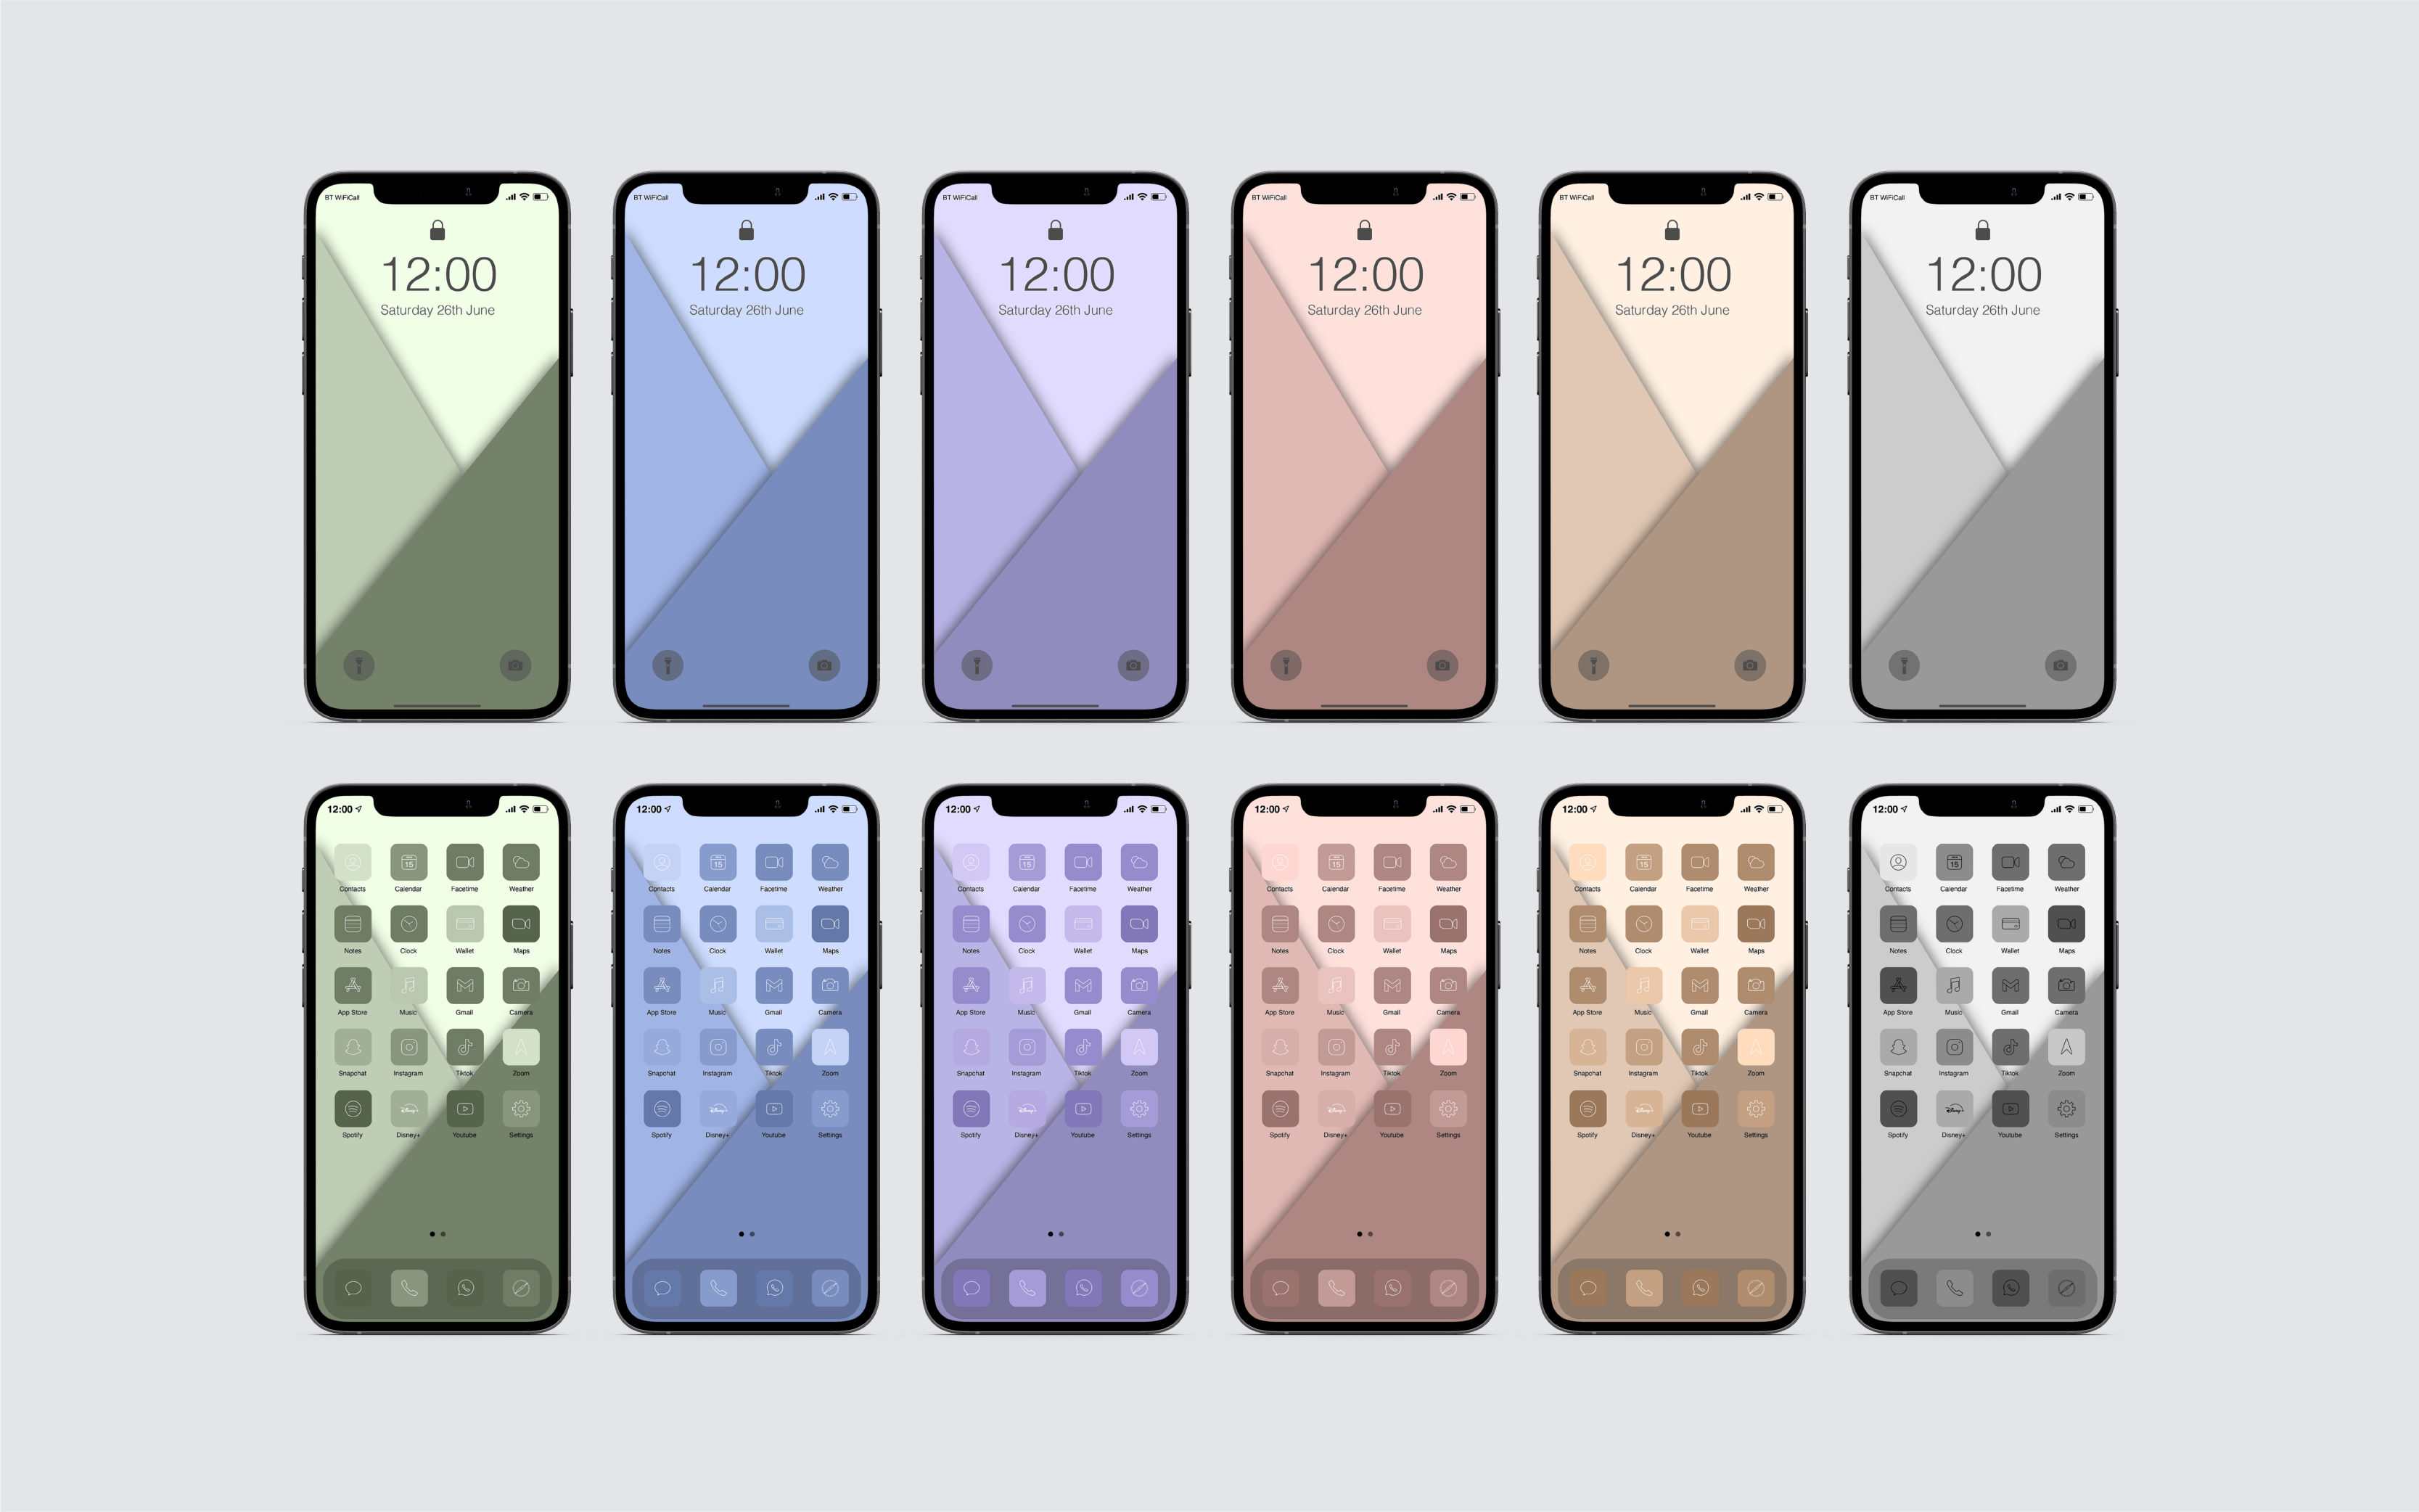 BT WiFiCall BT WiFiCall BT WiFiCall BT WiFiCall BT WiFiCall BT WiFiCall
12:00 12:00 12:00 12:00 12:00 12:00
Saturday 26th June Saturday 26th June Saturday 26th June Saturday 26th June Saturday 26th June Saturday 26th June
12:00 12:00 12:00 12:00 12:00 12:00
15 15 15 15 15 15
Contacts Calendar Facetime Weather Contacts Calendar Facetime Weather Contacts Calendar Facetime Weather Contacts Calendar Facetime Weather Contacts Calendar Facetime Weather Contacts Calendar Facetime Weather
Notes Clock Wallet Maps Notes Clock Wallet Maps Notes Clock Wallet Maps Notes Clock Wallet Maps Notes Clock Wallet Maps Notes Clock Wallet Maps
App Store Music Gmail Camera App Store Music Gmail Camera App Store Music Gmail Camera App Store Music Gmail Camera App Store Music Gmail Camera App Store Music Gmail Camera
Snapchat Instagram Tiktok Zoom Snapchat Instagram Tiktok Zoom Snapchat Instagram Tiktok Zoom Snapchat Instagram Tiktok Zoom Snapchat Instagram Tiktok Zoom Snapchat Instagram Tiktok Zoom
Disney Disney Disney Disney Disney Disney
Spotify Disney+ Youtube Settings Spotify Disney+ Youtube Settings Spotify Disney+ Youtube Settings Spotify Disney+ Youtube Settings Spotify Disney+ Youtube Settings Spotify Disney+ Youtube Settings